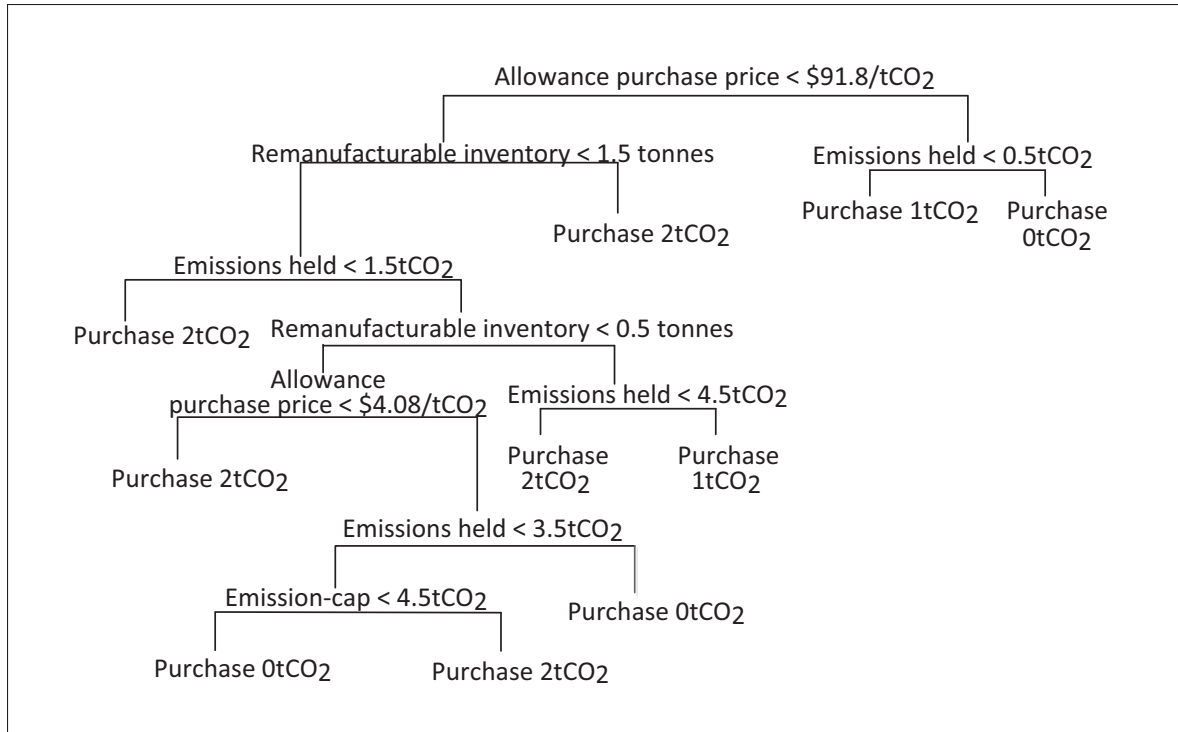 Allowance purchase price < $91.8/tCO2
Remanufacturable inventory < 1.5 tonnes
Emissions held < 0.5tCO2
Purchase 1tCO2
Purchase
0tCO2
Purchase 2tCO2
Emissions held < 1.5tCO2
Purchase 2tCO2
Remanufacturable inventory < 0.5 tonnes
Allowance
purchase price < $4.08/tCO2
Emissions held < 4.5tCO2
Purchase 2tCO2
Purchase
2tCO2
Purchase
1tCO2
Emissions held < 3.5tCO2
Emission-cap < 4.5tCO2
Purchase 0tCO2
Purchase 0tCO2
Purchase 2tCO2